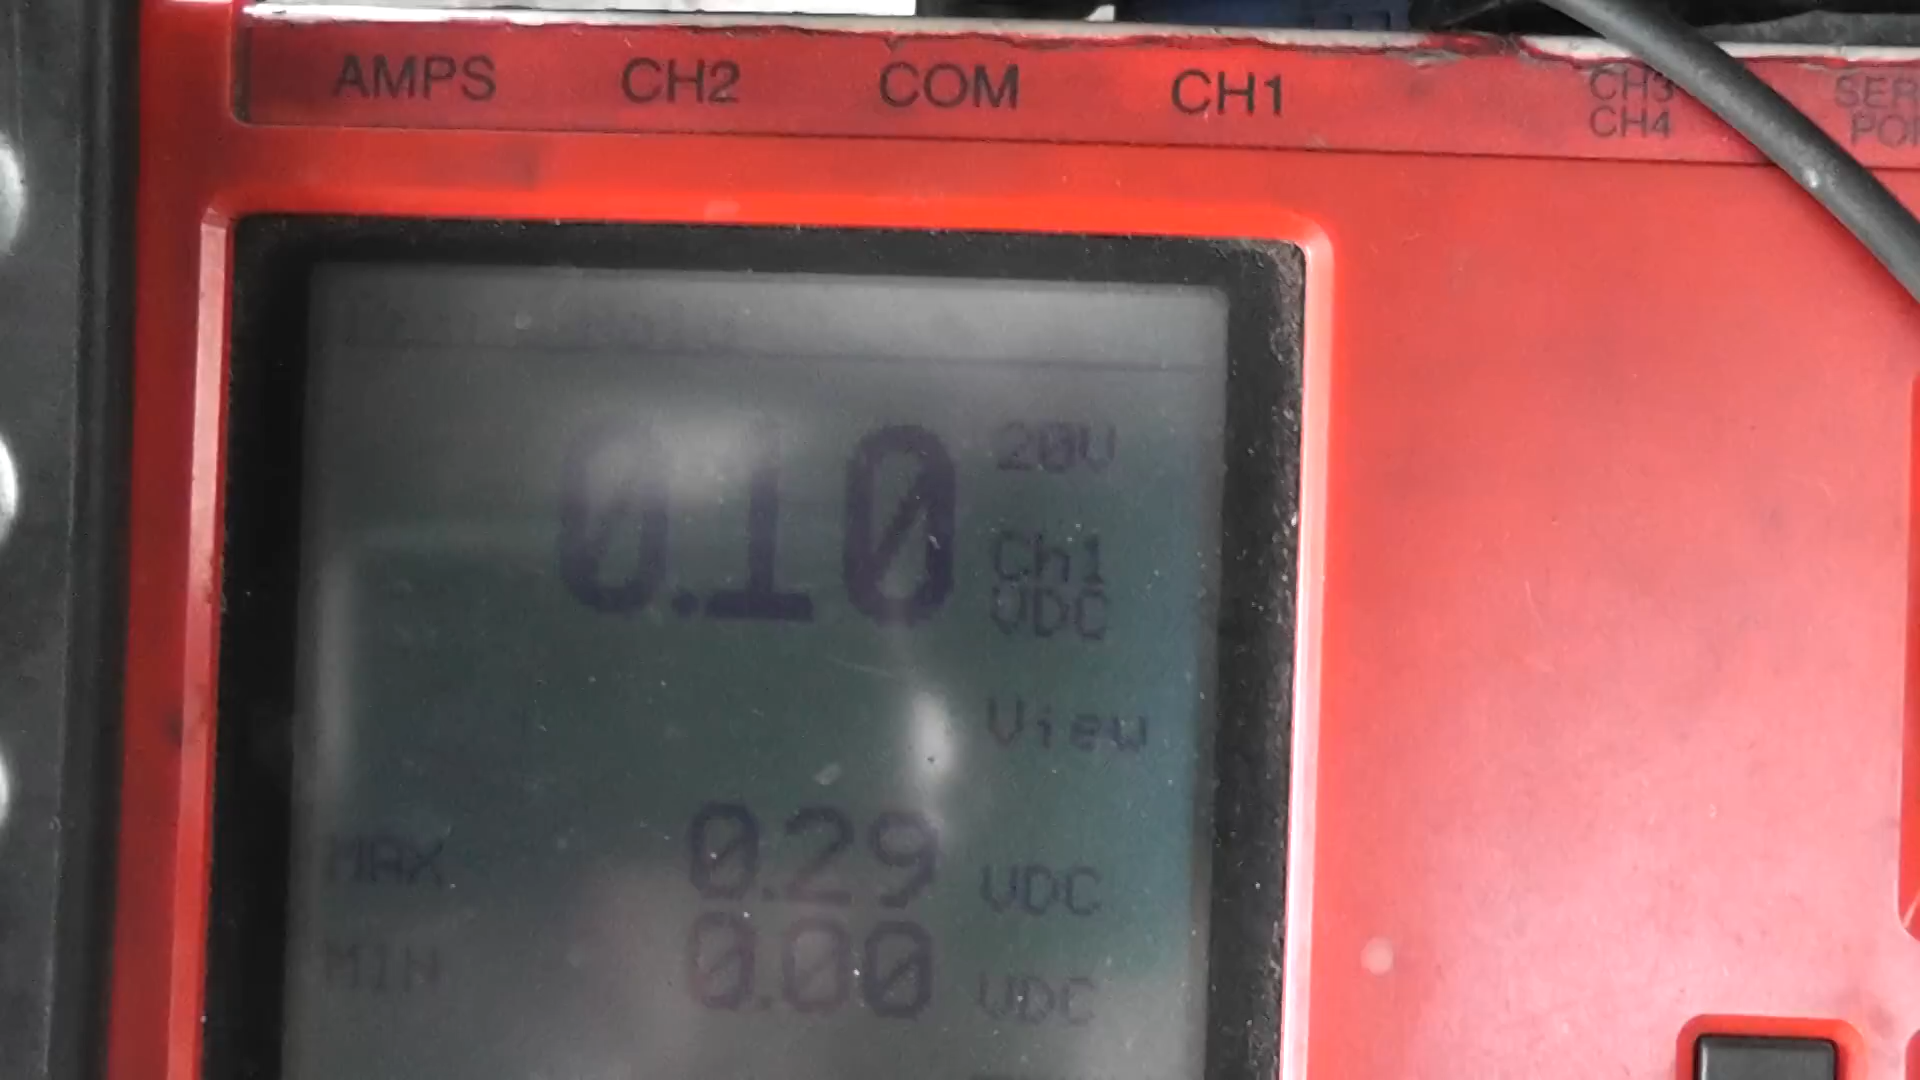 AMPS CH2 COM CH1 CH3
CH4
0.10 20V
Ch1
VDC
View
MAX 0.29 VDC
MIN 0.00 VDC